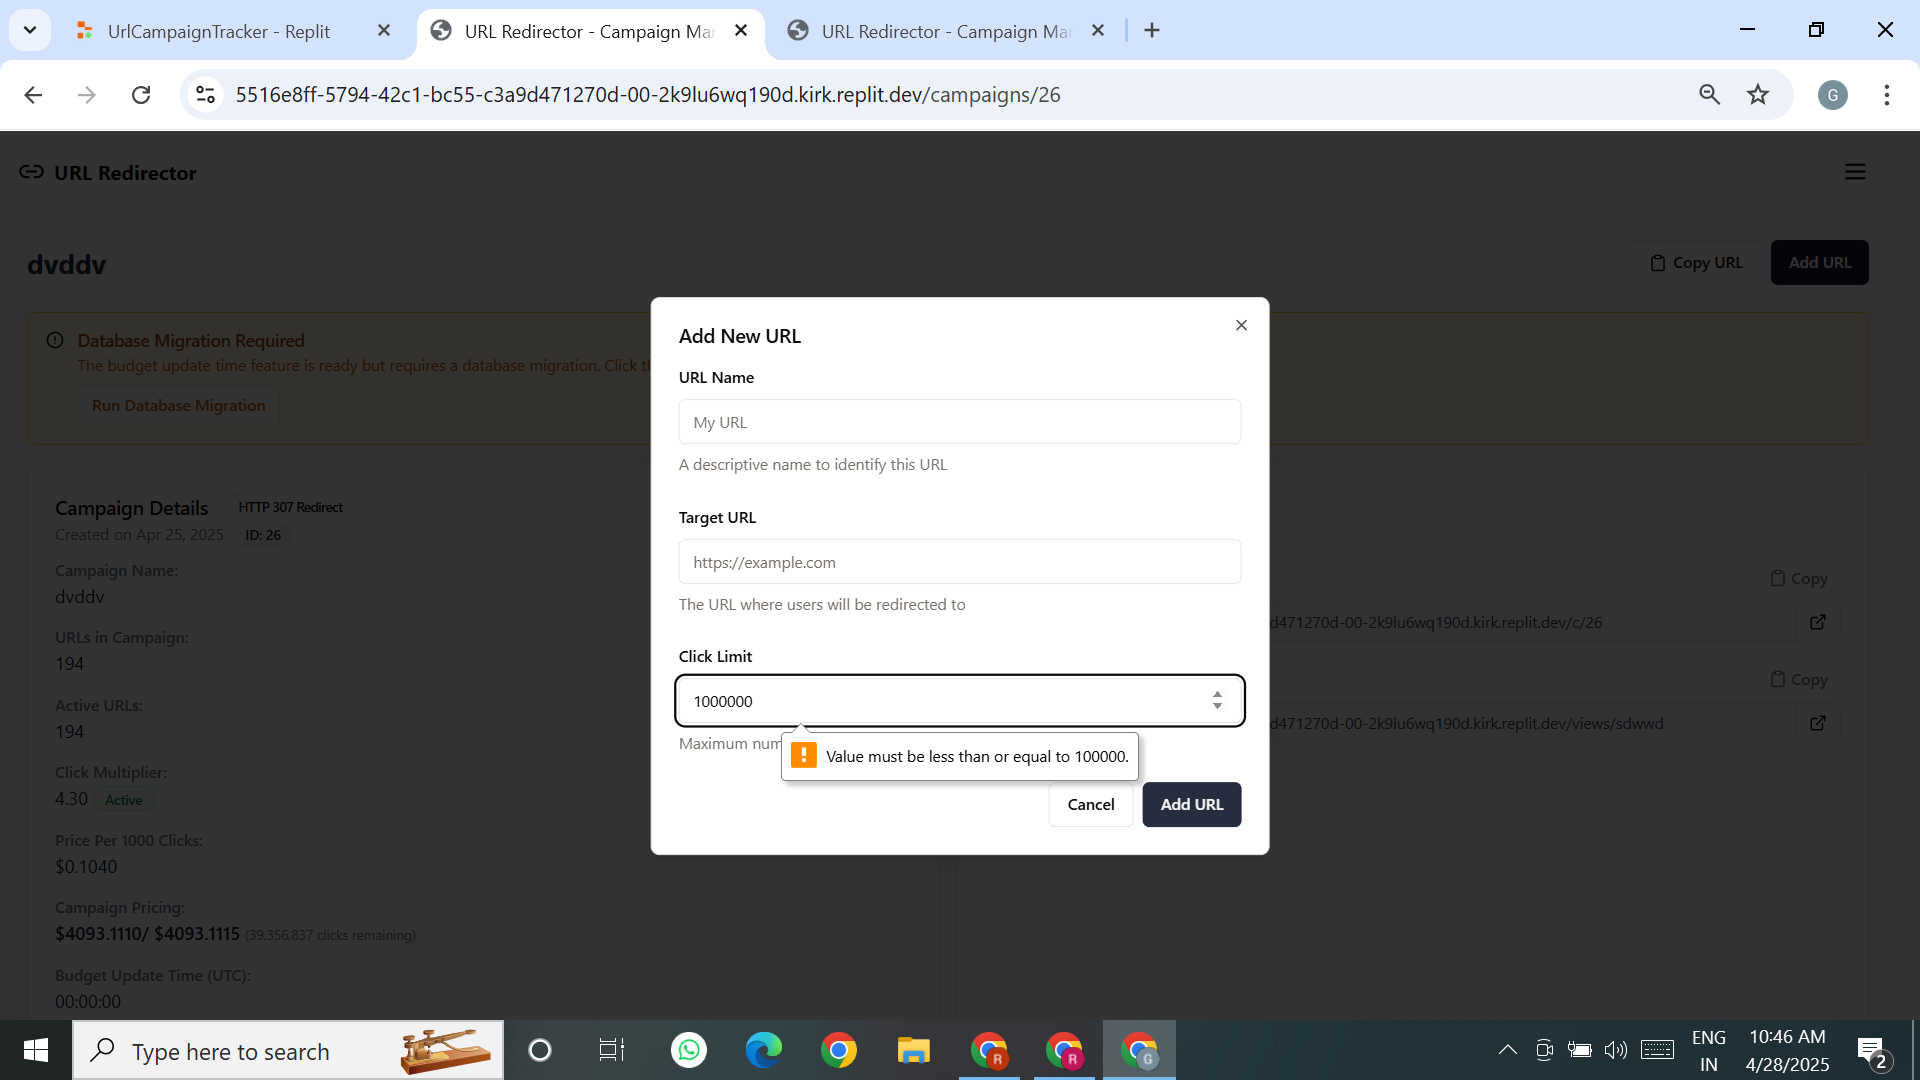 UrlCampaignTracker - Replit
URL Redirector - Campaign Ma
URL Redirector - Campaign Ma
5516e8ff-5794-42c1-bc55-c3a9d471270d-00-2k9lu6wq190d.kirk.replit.dev/campaigns/26
G
URL Redirector
dvddv
Copy URL
Add URL
Database Migration Required
The budget update time feature is ready but requires a database migration. Click
Run Database Migration
Campaign Details
HTTP 307 Redirect
Created on Apr 25, 2025
ID: 26
Campaign Name:
dvddv
URLs in Campaign:
194
Active URLs:
194
Click Multiplier:
4.30
Active
Price Per 1000 Clicks:
$0.1040
Campaign Pricing:
$4093.1110/ $4093.1115 (39,356,837 clicks remaining)
Budget Update Time (UTC):
00:00:00
Add New URL
URL Name
My URL
A descriptive name to identify this URL
Target URL
https://example.com
The URL where users will be redirected to
Click Limit
1000000
Maximum num
Value must be less than or equal to 100000.
Cancel
Add URL
Copy
d471270d-00-2k9lu6wq190d.kirk.replit.dev/c/26
Copy
d471270d-00-2k9lu6wq190d.kirk.replit.dev/views/sdwwd
Type here to search
R
R
G
ENG
IN
10:46 AM
4/28/2025
2